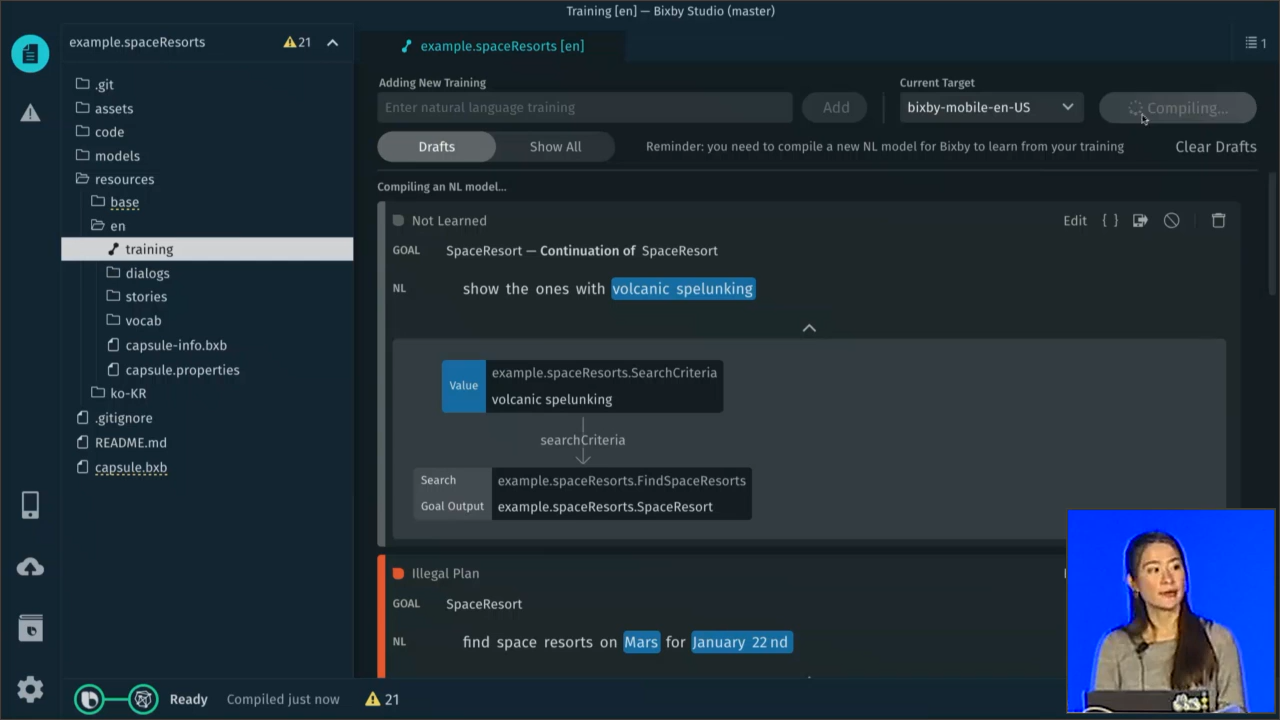 Training [en] — Bixby Studio (master)
example.spaceResorts
21
example.spaceResorts [en]
1
.git
assets
code
models
resources
base
en
training
dialogs
stories
vocab
capsule-info.bxb
capsule.properties
ko-KR
.gitignore
README.md
capsule.bxb
Adding New Training
Current Target
Enter natural language training
Add
bixby-mobile-en-US
Compiling...
Drafts
Show All
Reminder: you need to compile a new NL model for Bixby to learn from your training
Clear Drafts
Compiling an NL model...
Not Learned
Edit { }
GOAL SpaceResort — Continuation of SpaceResort
NL show the ones with volcanic spelunking
Value
example.spaceResorts.SearchCriteria
volcanic spelunking
searchCriteria
Search example.spaceResorts.FindSpaceResorts
Goal Output example.spaceResorts.SpaceResort
Illegal Plan
GOAL SpaceResort
NL find space resorts on Mars for January 22 nd
Ready Compiled just now 21